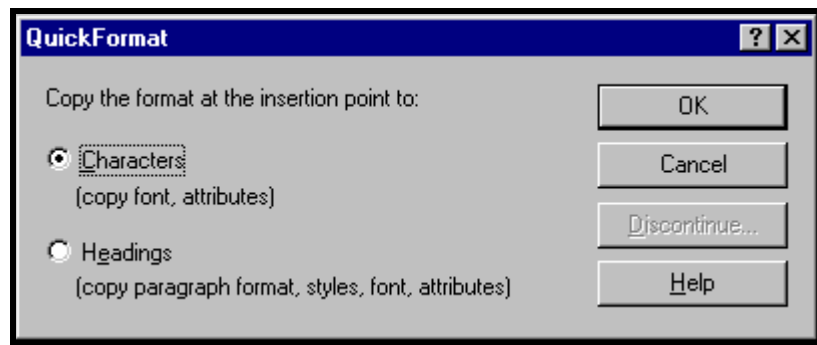 QuickFormat
Copy the format at the insertion point to:
Characters
(copy font, attributes)
Headings
(copy paragraph format, styles, font, attributes)
OK
Cancel
Discontinue...
Help